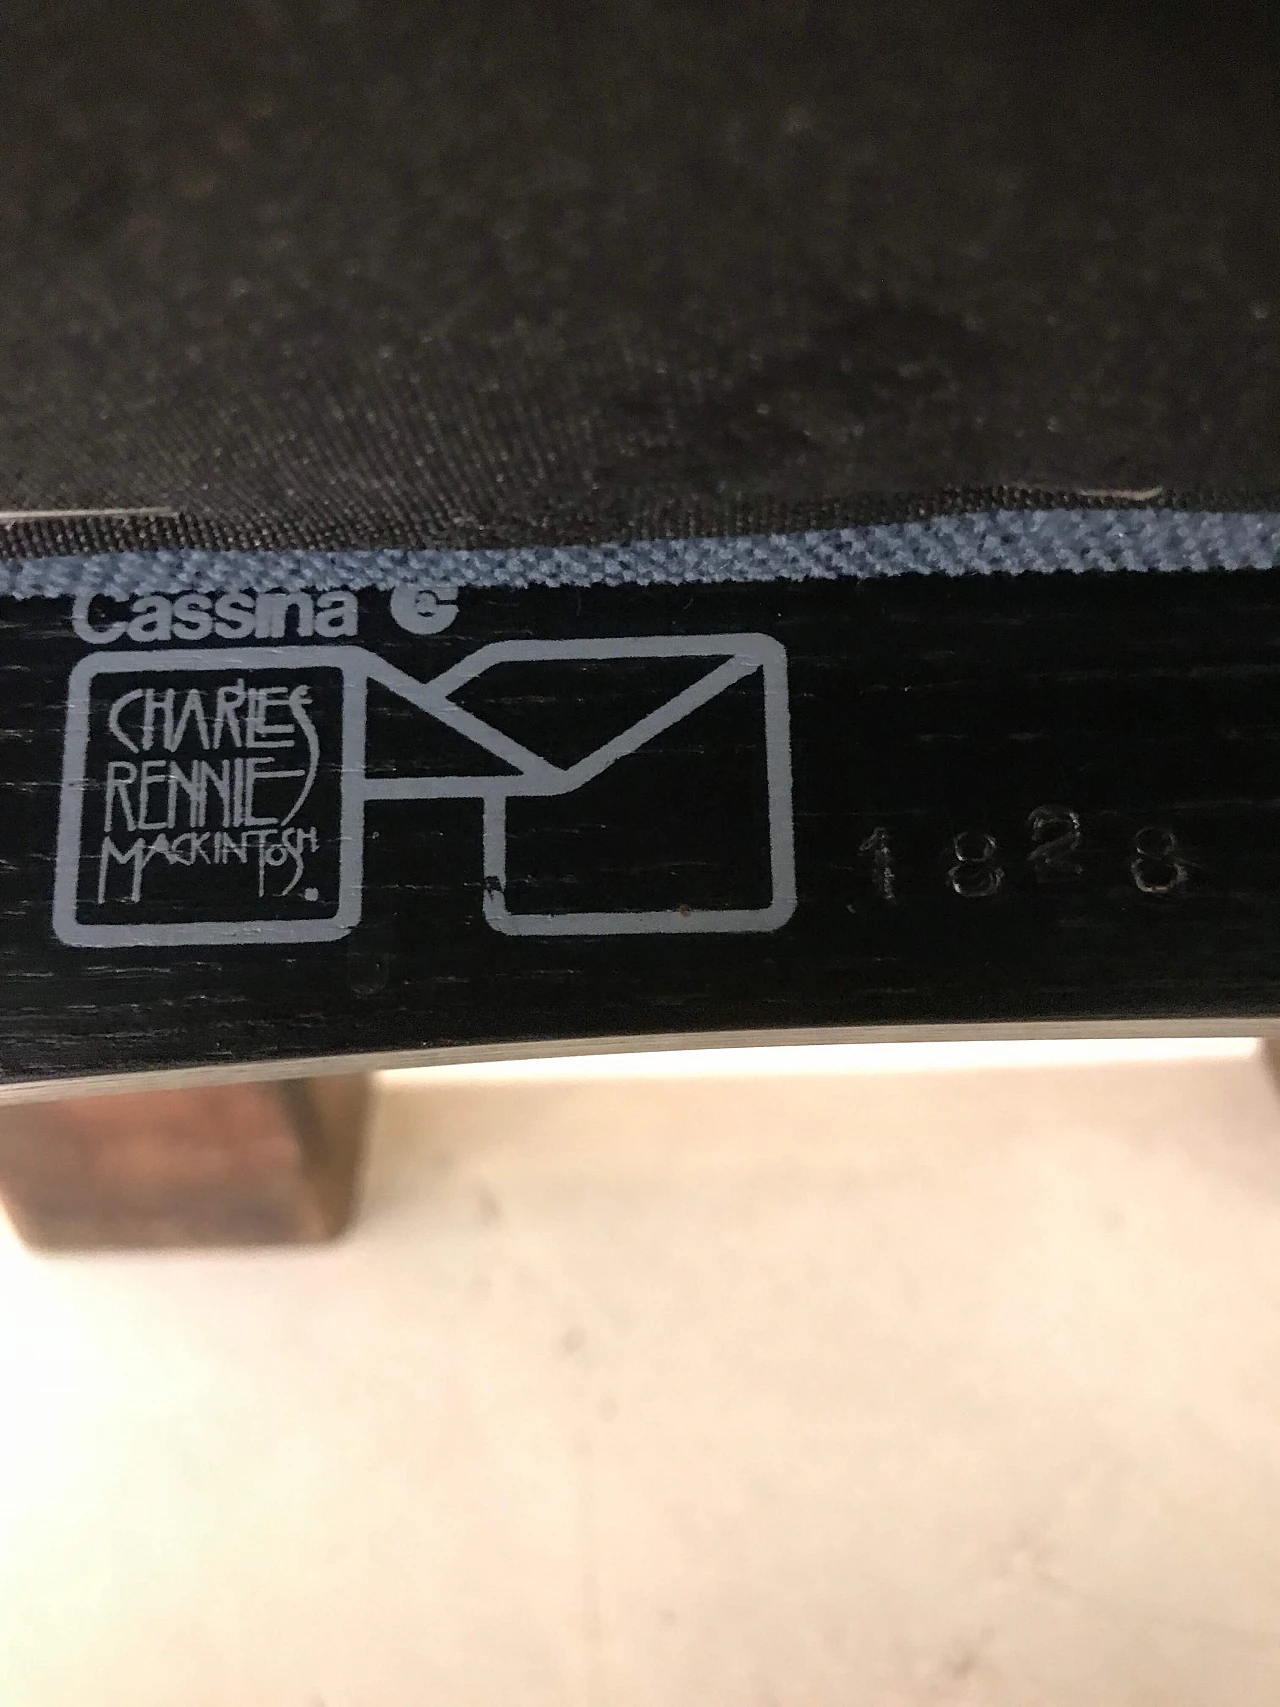 Cassina
CHARLES
RENNIE
MACKINTOSH.
1828